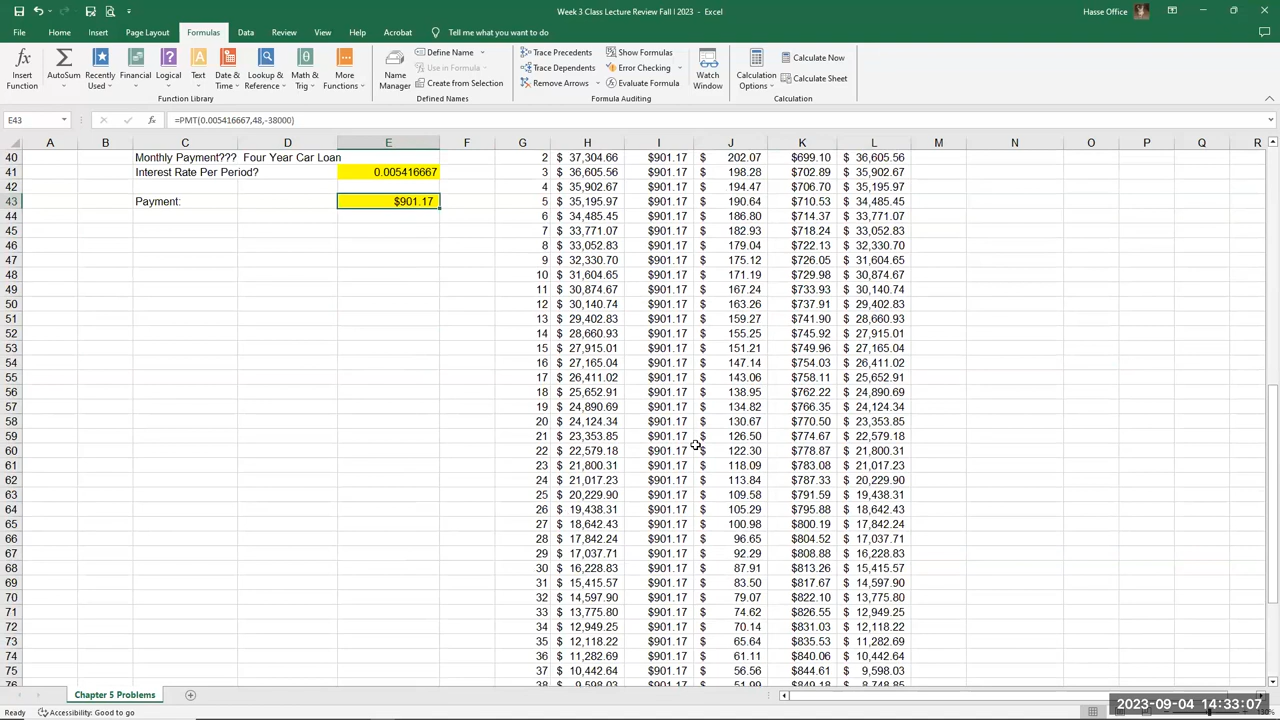 Week 3 Class Lecture Review Fall I 2023 - Excel
Hasse Office
File Home Insert Page Layout Formulas Data Review View Help Acrobat Tell me what you want to do
Insert Function
AutoSum
Recently Used
Financial
Logical
Text
Date & Time
Lookup & Reference
Math & Trig
More Functions
Function Library
Name Manager
Define Name
Use in Formula
Create from Selection
Defined Names
Trace Precedents
Trace Dependents
Remove Arrows
Show Formulas
Error Checking
Evaluate Formula
Formula Auditing
Watch Window
Calculation Options
Calculate Now
Calculate Sheet
Calculation
E43 fx =PMT(0.005416667,48,-38000)
A B C D E F G H I J K L M N O P Q R
40 Monthly Payment??? Four Year Car Loan 2 $ 37,304.66 $901.17 $ 202.07 $699.10 $ 36,605.56
41 Interest Rate Per Period? 0.005416667 3 $ 36,605.56 $901.17 $ 198.28 $702.89 $ 35,902.67
42 4 $ 35,902.67 $901.17 $ 194.47 $706.70 $ 35,195.97
43 Payment: $901.17 5 $ 35,195.97 $901.17 $ 190.64 $710.53 $ 34,485.45
44 6 $ 34,485.45 $901.17 $ 186.80 $714.37 $ 33,771.07
45 7 $ 33,771.07 $901.17 $ 182.93 $718.24 $ 33,052.83
46 8 $ 33,052.83 $901.17 $ 179.04 $722.13 $ 32,330.70
47 9 $ 32,330.70 $901.17 $ 175.12 $726.05 $ 31,604.65
48 10 $ 31,604.65 $901.17 $ 171.19 $729.98 $ 30,874.67
49 11 $ 30,874.67 $901.17 $ 167.24 $733.93 $ 30,140.74
50 12 $ 30,140.74 $901.17 $ 163.26 $737.91 $ 29,402.83
51 13 $ 29,402.83 $901.17 $ 159.27 $741.90 $ 28,660.93
52 14 $ 28,660.93 $901.17 $ 155.25 $745.92 $ 27,915.01
53 15 $ 27,915.01 $901.17 $ 151.21 $749.96 $ 27,165.04
54 16 $ 27,165.04 $901.17 $ 147.14 $754.03 $ 26,411.02
55 17 $ 26,411.02 $901.17 $ 143.06 $758.11 $ 25,652.91
56 18 $ 25,652.91 $901.17 $ 138.95 $762.22 $ 24,890.69
57 19 $ 24,890.69 $901.17 $ 134.82 $766.35 $ 24,124.34
58 20 $ 24,124.34 $901.17 $ 130.67 $770.50 $ 23,353.85
59 21 $ 23,353.85 $901.17 $ 126.50 $774.67 $ 22,579.18
60 22 $ 22,579.18 $901.17 $ 122.30 $778.87 $ 21,800.31
61 23 $ 21,800.31 $901.17 $ 118.09 $783.08 $ 21,017.23
62 24 $ 21,017.23 $901.17 $ 113.84 $787.33 $ 20,229.90
63 25 $ 20,229.90 $901.17 $ 109.58 $791.59 $ 19,438.31
64 26 $ 19,438.31 $901.17 $ 105.29 $795.88 $ 18,642.43
65 27 $ 18,642.43 $901.17 $ 100.98 $800.19 $ 17,842.24
66 28 $ 17,842.24 $901.17 $ 96.65 $804.52 $ 17,037.71
67 29 $ 17,037.71 $901.17 $ 92.29 $808.88 $ 16,228.83
68 30 $ 16,228.83 $901.17 $ 87.91 $813.26 $ 15,415.57
69 31 $ 15,415.57 $901.17 $ 83.50 $817.67 $ 14,597.90
70 32 $ 14,597.90 $901.17 $ 79.07 $822.10 $ 13,775.80
71 33 $ 13,775.80 $901.17 $ 74.62 $826.55 $ 12,949.25
72 34 $ 12,949.25 $901.17 $ 70.14 $831.03 $ 12,118.22
73 35 $ 12,118.22 $901.17 $ 65.64 $835.53 $ 11,282.69
74 36 $ 11,282.69 $901.17 $ 61.11 $840.06 $ 10,442.64
75 37 $ 10,442.64 $901.17 $ 56.56 $844.61 $ 9,598.03
76 38 $ 9,598.03 $901.17 $ 51.99 $849.18 $ 8,748.85
Chapter 5 Problems
Ready Accessibility: Good to go
2023-09-04 14:33:07